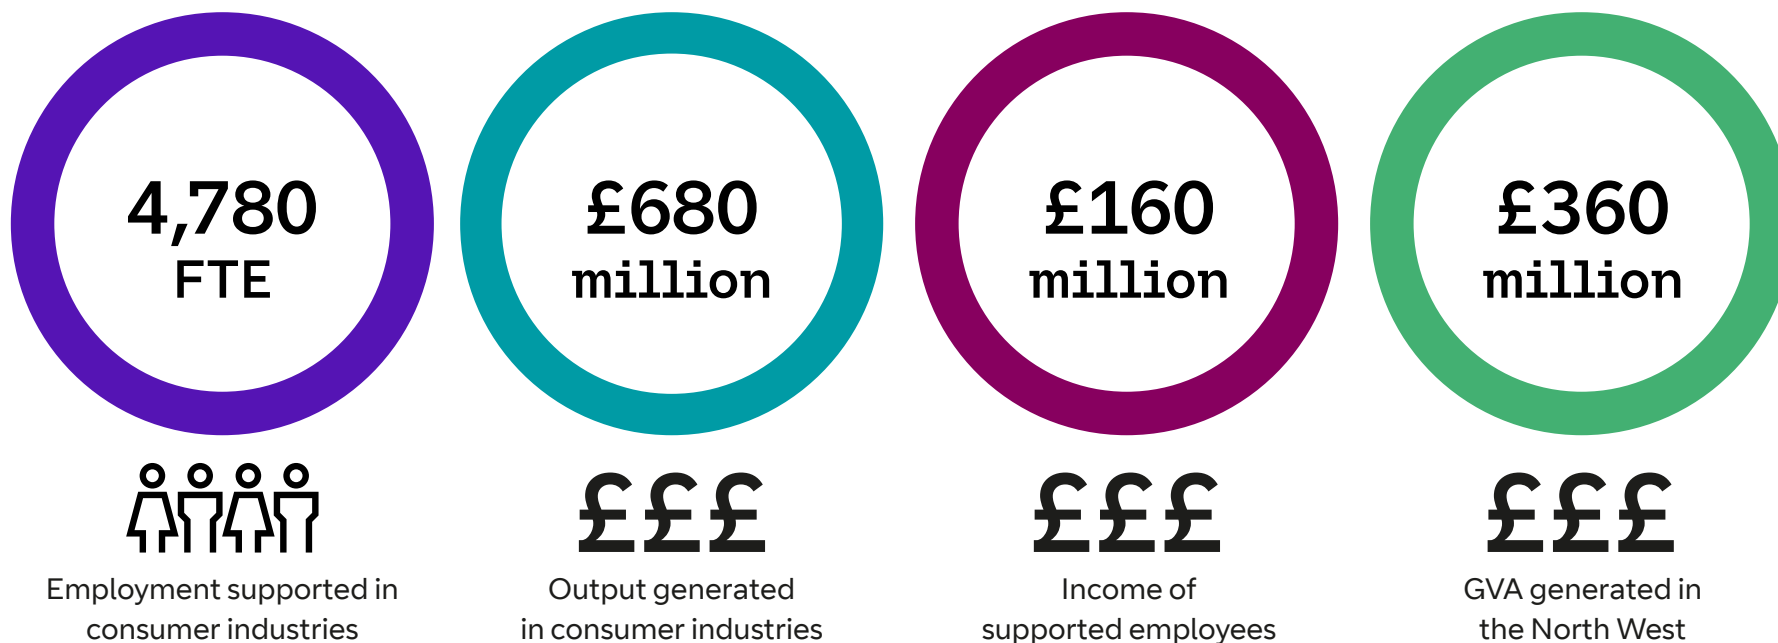 4,780
FTE
£680
million
£160
million
£360
million
£££
£££
£££
Employment supported in
consumer industries
Output generated
in consumer industries
Income of
supported employees
GVA generated in
the North West